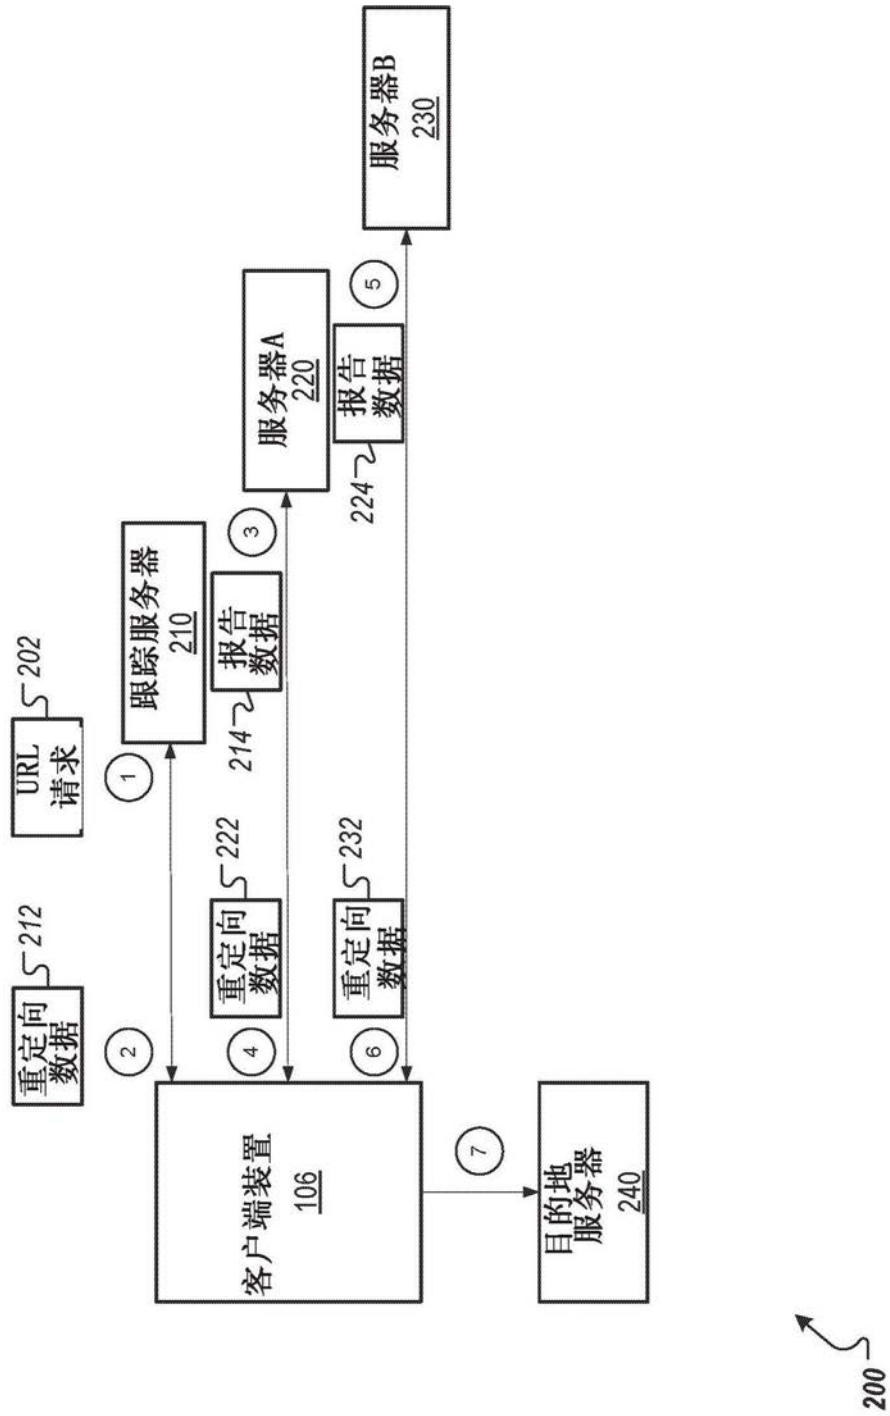 重定向
数据
212
URL
请求
202
2
1
跟踪服务器
210
重定向
数据
222
报告
数据
214
4
3
服务器A
220
重定向
数据
232
报告
数据
224
6
5
服务器B
230
客户端装置
106
7
目的地
服务器
240
200